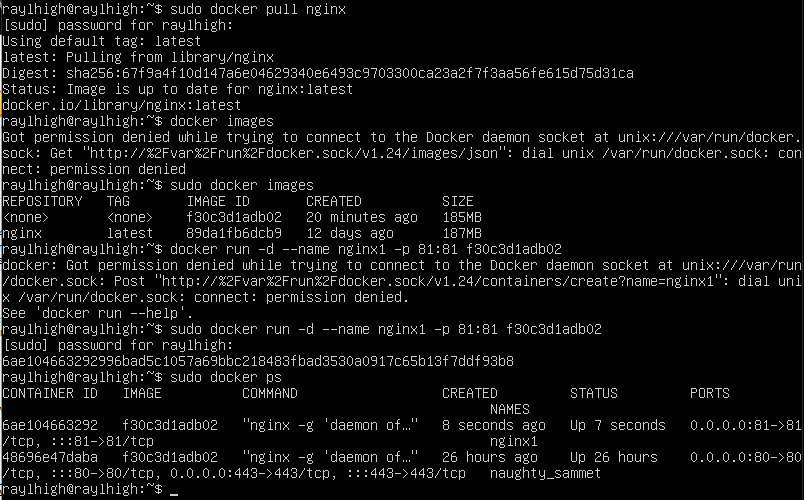 raylhigh@raylhigh:~$ sudo docker pull nginx
[sudo] password for raylhigh:
Using default tag: latest
latest: Pulling from library/nginx
Digest: sha256:67f9a4f10d147a6e04629340e6493c9703300ca23a2f7f3aa56fe615d75d31ca
Status: Image is up to date for nginx:latest
docker.io/library/nginx:latest
raylhigh@raylhigh:~$ docker images
Got permission denied while trying to connect to the Docker daemon socket at unix:///var/run/docker.
sock: Get "http://%2Fvar%2Frun%2Fdocker.sock/v1.24/images/json": dial unix /var/run/docker.sock: con
nect: permission denied
raylhigh@raylhigh:~$ sudo docker images
REPOSITORY   TAG       IMAGE ID       CREATED          SIZE
<none>       <none>    f30c3d1adb02   20 minutes ago   185MB
nginx        latest    89da1fb6dcb9   12 days ago      187MB
raylhigh@raylhigh:~$ docker run -d --name nginx1 -p 81:81 f30c3d1adb02
docker: Got permission denied while trying to connect to the Docker daemon socket at unix:///var/run
/docker.sock: Post "http://%2Fvar%2Frun%2Fdocker.sock/v1.24/containers/create?name=nginx1": dial uni
x /var/run/docker.sock: connect: permission denied.
See 'docker run --help'.
raylhigh@raylhigh:~$ sudo docker run -d --name nginx1 -p 81:81 f30c3d1adb02
[sudo] password for raylhigh:
6ae104663292996bad5c1057a69bbc218483fbad3530a0917c65b13f7ddf93b8
raylhigh@raylhigh:~$ sudo docker ps
CONTAINER ID   IMAGE          COMMAND                  CREATED         STATUS         PORTS
NAMES
6ae104663292   f30c3d1adb02   "nginx -g 'daemon of…"   8 seconds ago   Up 7 seconds   0.0.0.0:81->81
/tcp, :::81->81/tcp                                          nginx1
48696e47daba   f30c3d1adb02   "nginx -g 'daemon of…"   26 hours ago    Up 26 hours    0.0.0.0:80->80
/tcp, :::80->80/tcp, 0.0.0.0:443->443/tcp, :::443->443/tcp   naughty_sammet
raylhigh@raylhigh:~$ _